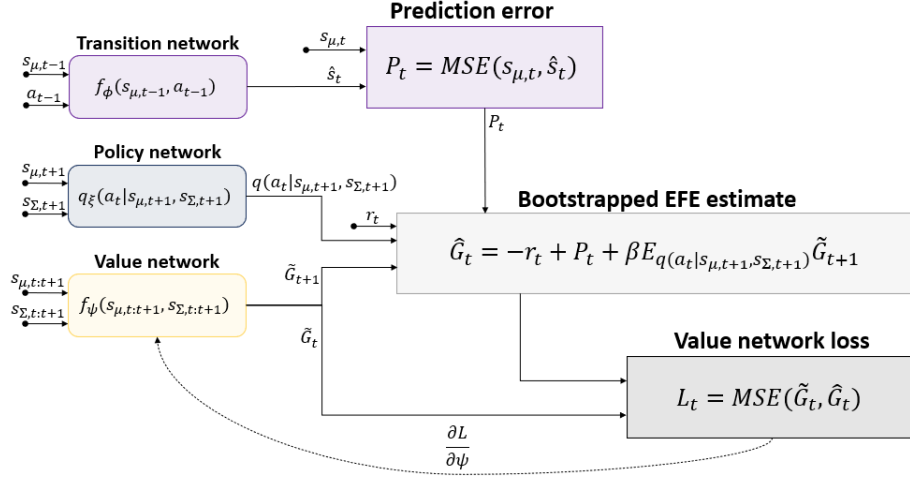 Prediction error
s_{μ,t}
P_t = MSE(s_{μ,t}, ŝ_t)
Transition network
s_{μ,t−1}
a_{t−1}
f_ϕ(s_{μ,t−1}, a_{t−1})
ŝ_t
P_t
Policy network
s_{μ,t+1}
s_{Σ,t+1}
q_ξ(a_t|s_{μ,t+1}, s_{Σ,t+1})
q(a_t|s_{μ,t+1}, s_{Σ,t+1})
r_t
Bootstrapped EFE estimate
Ĝ_t = −r_t + P_t + βE_{q(a_t|s_{μ,t+1},s_{Σ,t+1})}G̃_{t+1}
Value network
s_{μ,t:t+1}
s_{Σ,t:t+1}
f_ψ(s_{μ,t:t+1}, s_{Σ,t:t+1})
G̃_{t+1}
G̃_t
Value network loss
L_t = MSE(G̃_t, Ĝ_t)
∂L
∂ψ